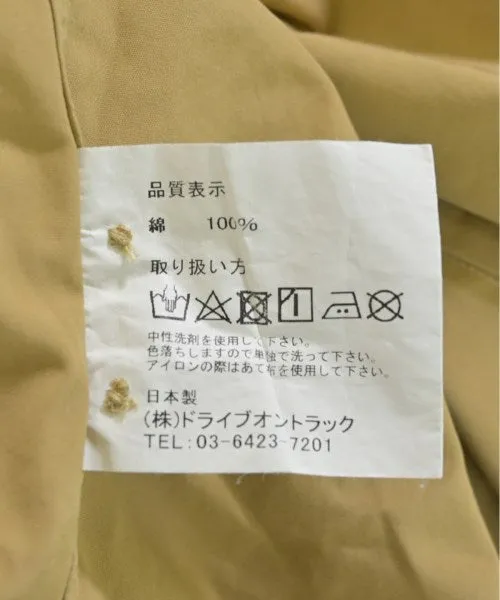 品質表示
綿 100%
取り扱い方
中性洗剤を使用して下さい。
色落ちしますので単独で洗って下さい。
アイロンの際はあて布を使用して下さい。
日本製
(株)ドライブオントラック
TEL: 03-6423-7201